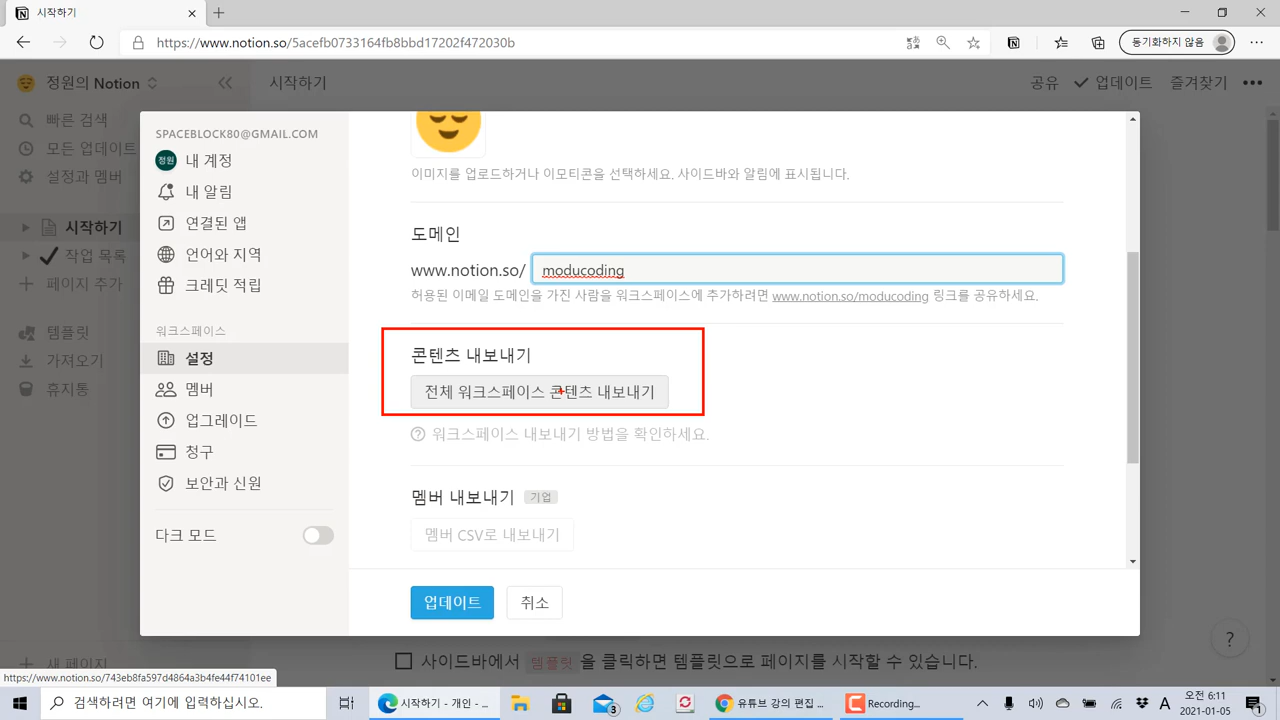 시작하기
https://www.notion.so/5acefb0733164fb8bbd17202f472030b
동기화하지 않음
정원의 Notion
시작하기
공유
업데이트
즐겨찾기
빠른 검색
모든 업데이트
설정과 멤버
시작하기
작업 목록
페이지 추가
템플릿
가져오기
휴지통
새 페이지
SPACEBLOCK80@GMAIL.COM
정원
내 계정
내 알림
연결된 앱
언어와 지역
크레딧 적립
워크스페이스
설정
멤버
업그레이드
청구
보안과 신원
다크 모드
이미지를 업로드하거나 이모티콘을 선택하세요. 사이드바와 알림에 표시됩니다.
도메인
www.notion.so/ moducoding
허용된 이메일 도메인을 가진 사람을 워크스페이스에 추가하려면 www.notion.so/moducoding 링크를 공유하세요.
콘텐츠 내보내기
전체 워크스페이스 콘텐츠 내보내기
워크스페이스 내보내기 방법을 확인하세요.
멤버 내보내기 기업
멤버 CSV로 내보내기
업데이트
취소
?
사이드바에서 템플릿 을 클릭하면 템플릿으로 페이지를 시작할 수 있습니다.
https://www.notion.so/743eb8fa597d4864a3b4fe44f74101ee
검색하려면 여기에 입력하십시오.
시작하기 - 개인 - ...
3
유튜브 강의 편집 ...
Recording...
A
오전 6:11
2021-01-05
1